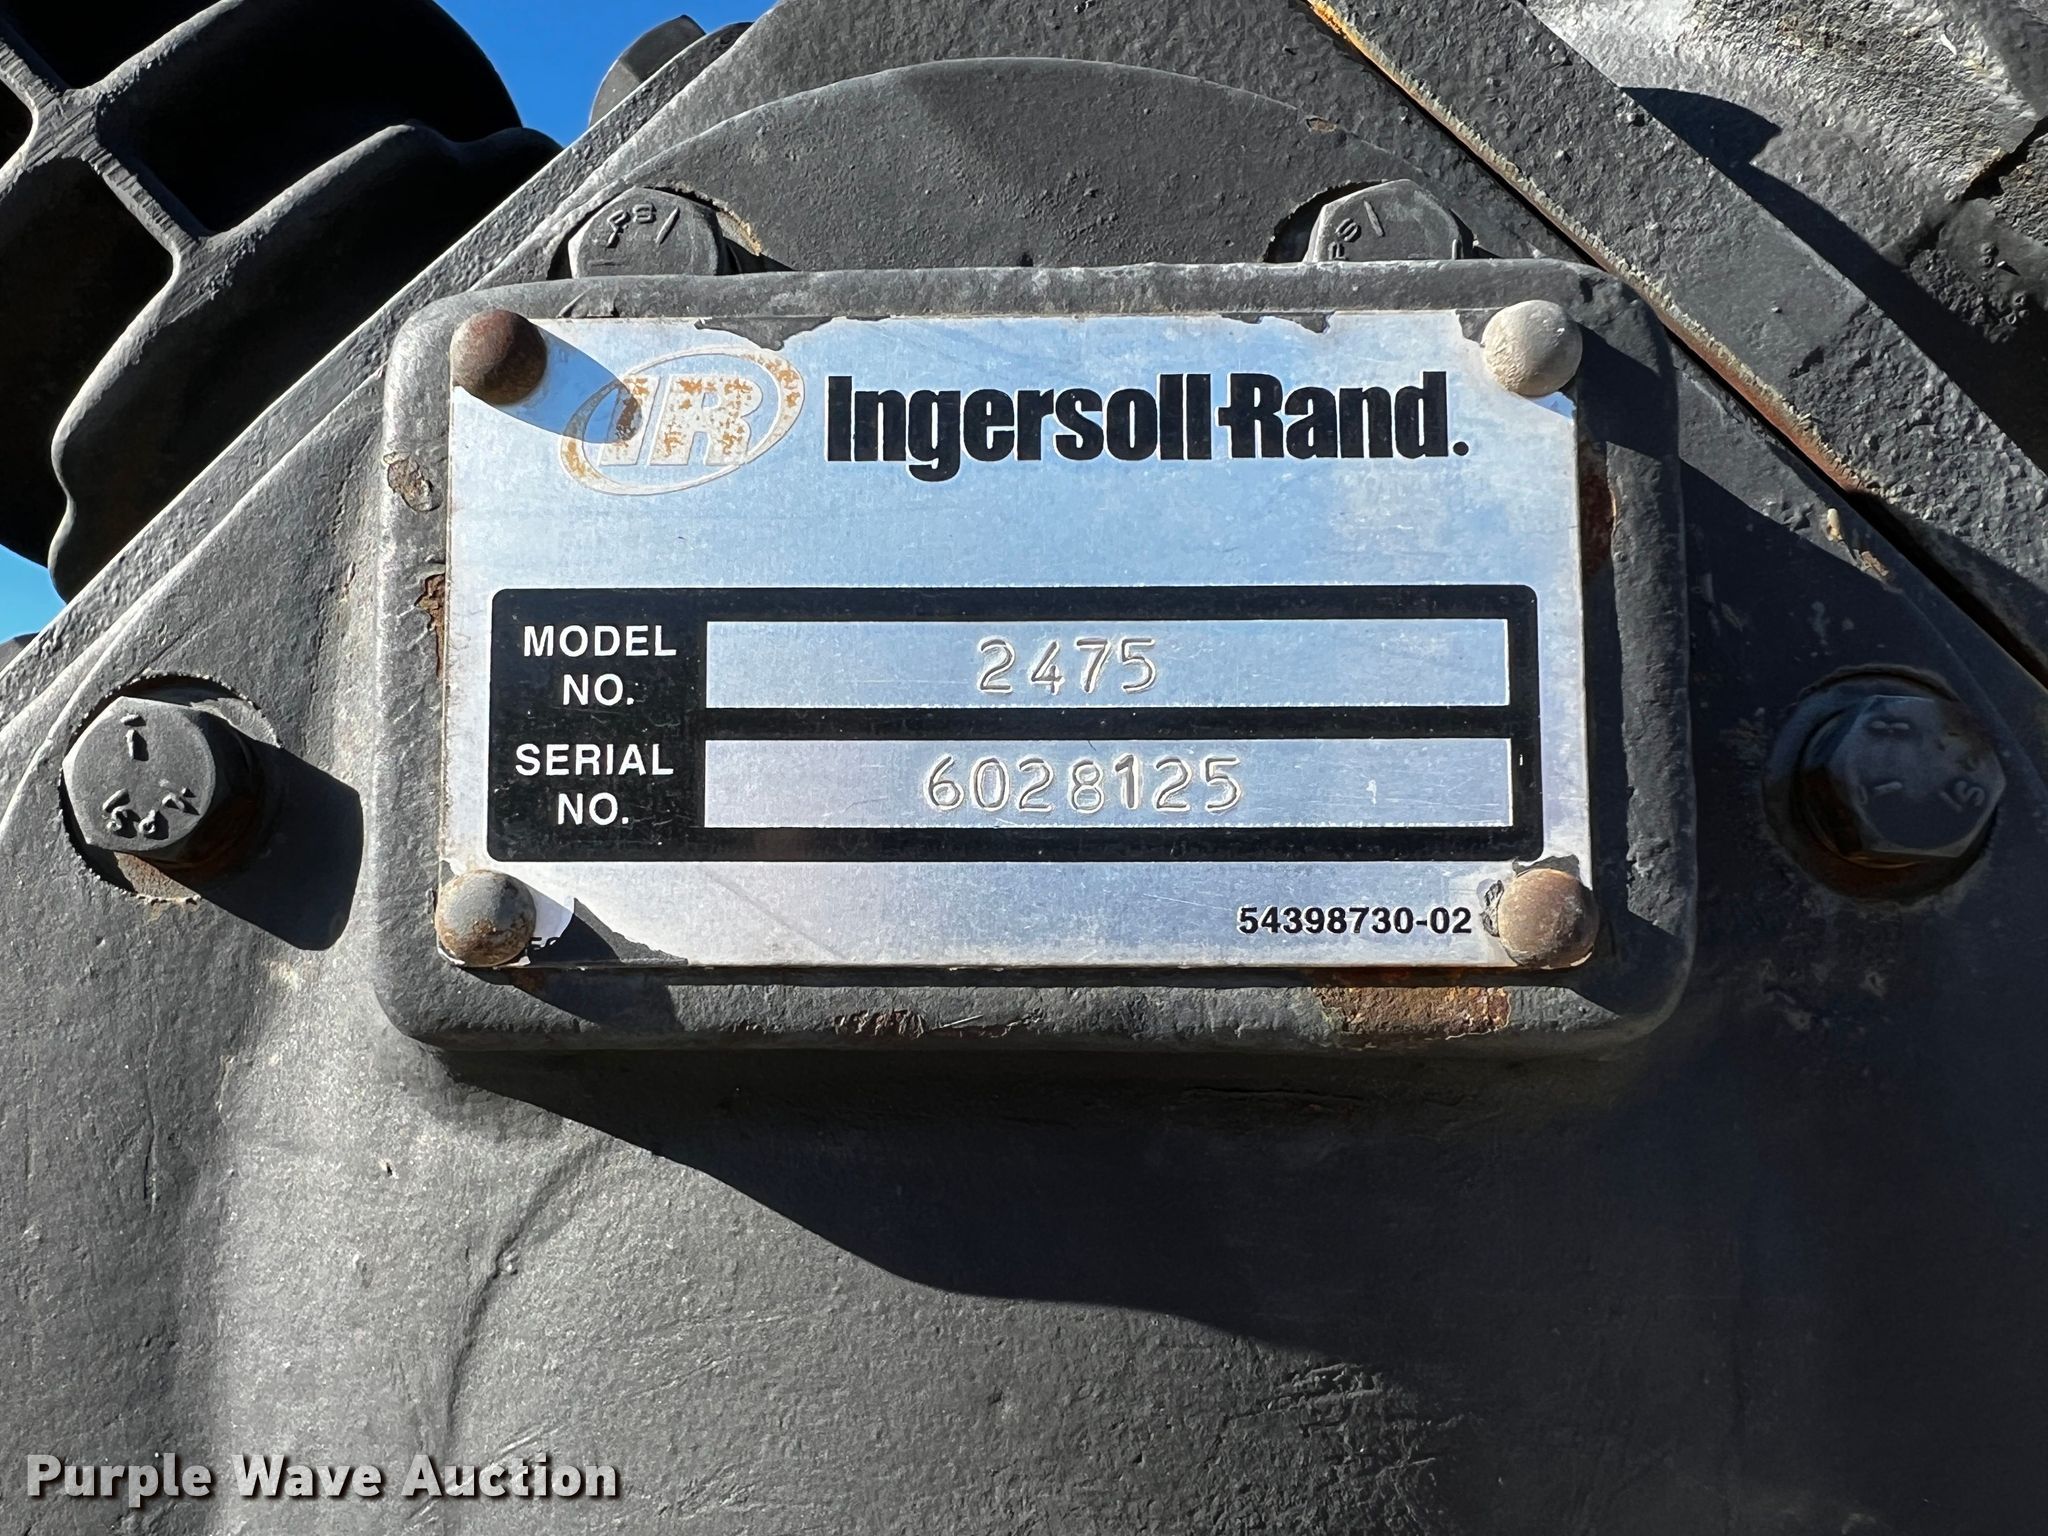 IR Ingersoll-Rand.
MODEL NO. 2475
SERIAL NO. 6028125
54398730-02
Purple Wave Auction